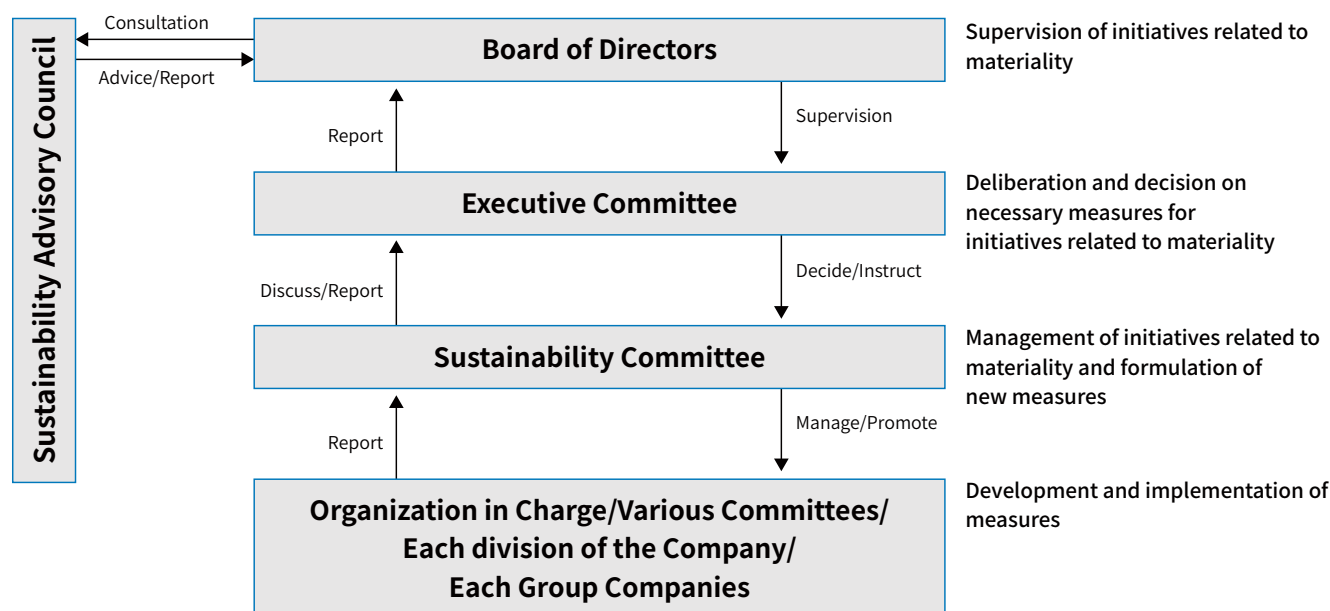 Sustainability Advisory Council
Consultation
Advice/Report
Board of Directors
Supervision of initiatives related to
materiality
Report
Supervision
Executive Committee
Deliberation and decision on
necessary measures for
initiatives related to materiality
Discuss/Report
Decide/Instruct
Sustainability Committee
Management of initiatives related to
materiality and formulation of
new measures
Report
Manage/Promote
Organization in Charge/Various Committees/
Each division of the Company/
Each Group Companies
Development and implementation of
measures